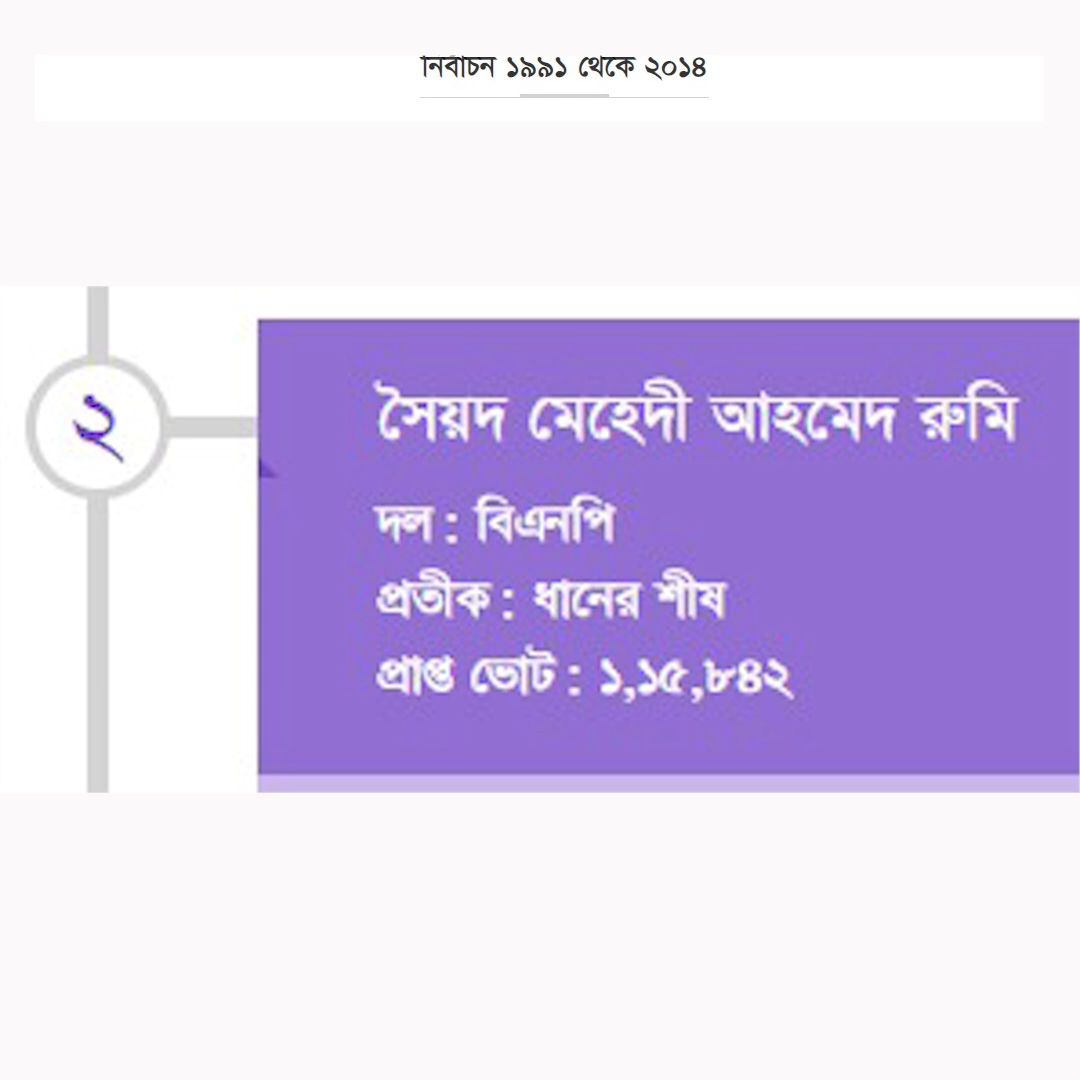 নির্বাচন ১৯৯১ থেকে ২০১৪
২
সৈয়দ মেহেদী আহমেদ রুমি
দল : বিএনপি
প্রতীক : ধানের শীষ
প্রাপ্ত ভোট : ১,১৫,৮৪২